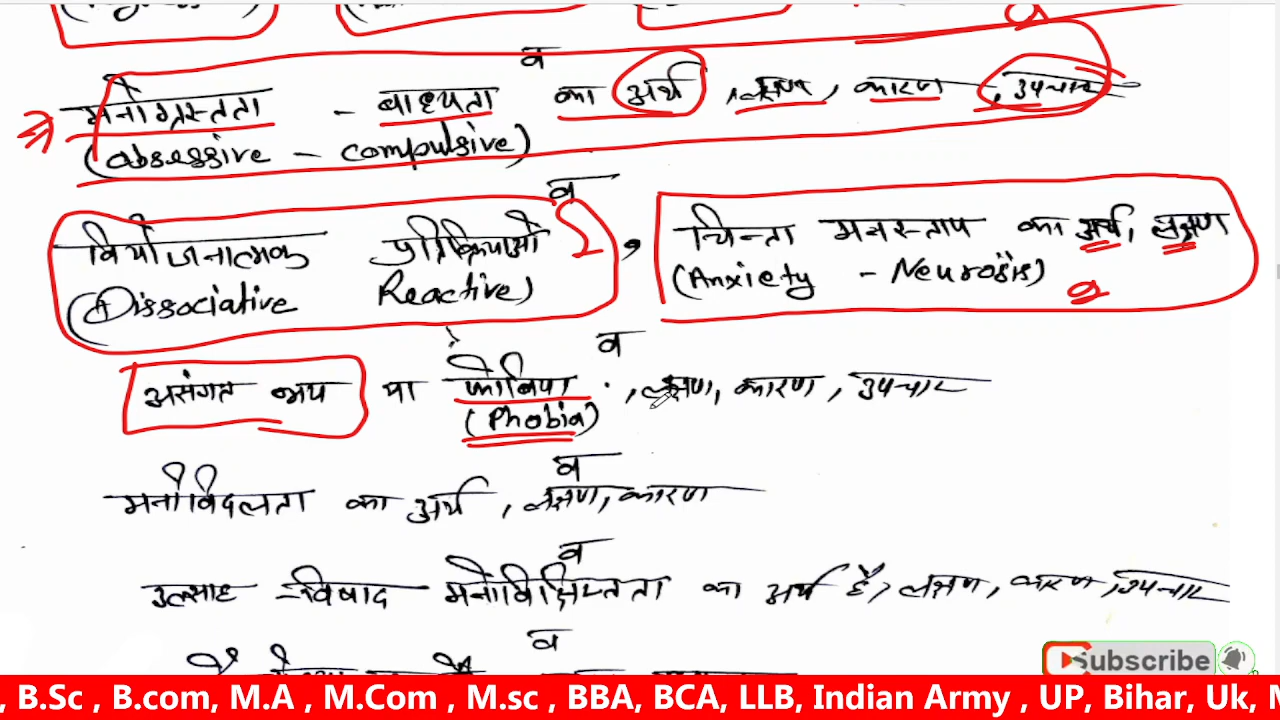 व
मनोग्रस्तता - बाध्यता का अर्थ, लक्षण, कारण, उपचार
(obsessive - compulsive)
व
वियोजनात्मक प्रतिक्रियाओं, चिन्ता मनस्ताप का अर्थ, लक्षण
(Dissociative Reactive) (Anxiety - Neurosis)
व
असंगत भय या फोबिया, लक्षण, कारण, उपचार
(Phobia)
व
मनोविदलता का अर्थ, लक्षण, कारण
व
उत्साह - विषाद मनोविक्षिप्तता का अर्थ है, लक्षण, कारण, उपचार
व
Subscribe
, B.Sc , B.com, M.A , M.Com , M.sc , BBA, BCA, LLB, Indian Army , UP, Bihar, Uk, M